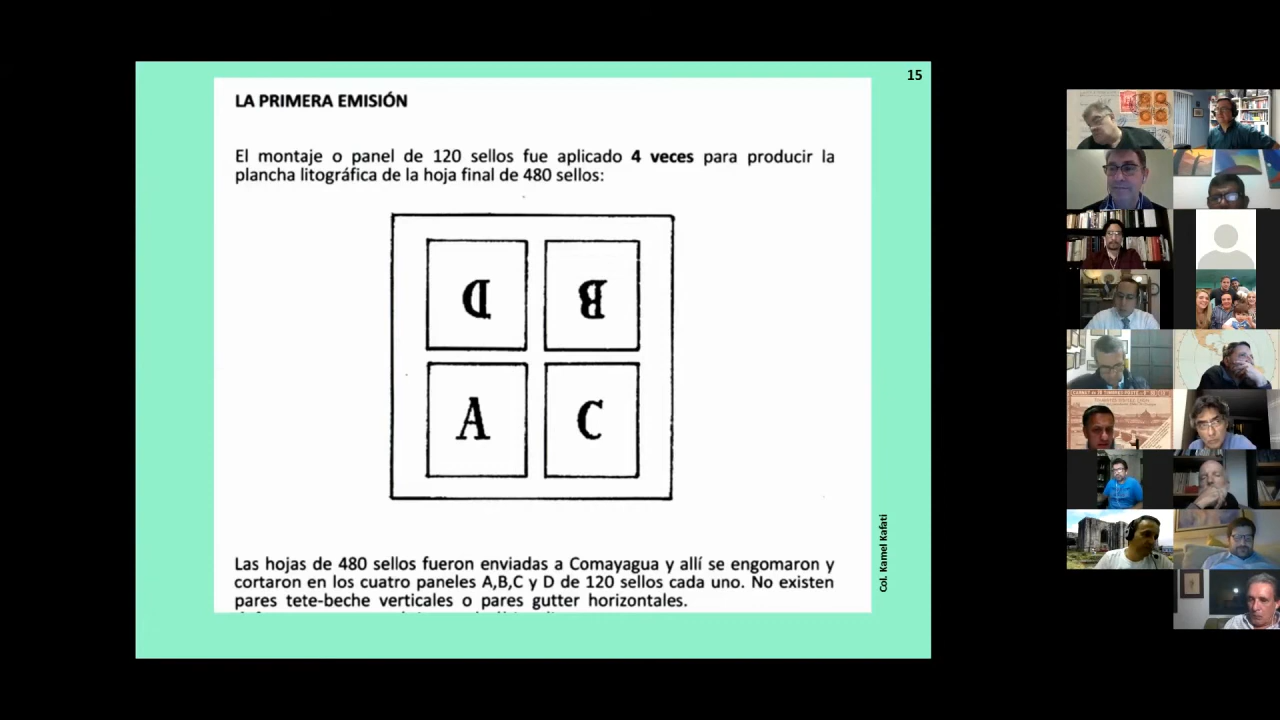 15
LA PRIMERA EMISIÓN
El montaje o panel de 120 sellos fue aplicado 4 veces para producir la
plancha litográfica de la hoja final de 480 sellos:
D B
A C
Las hojas de 480 sellos fueron enviadas a Comayagua y allí se engomaron y
cortaron en los cuatro paneles A,B,C y D de 120 sellos cada uno. No existen
pares tete-beche verticales o pares gutter horizontales.
Col. Kamel Kafati